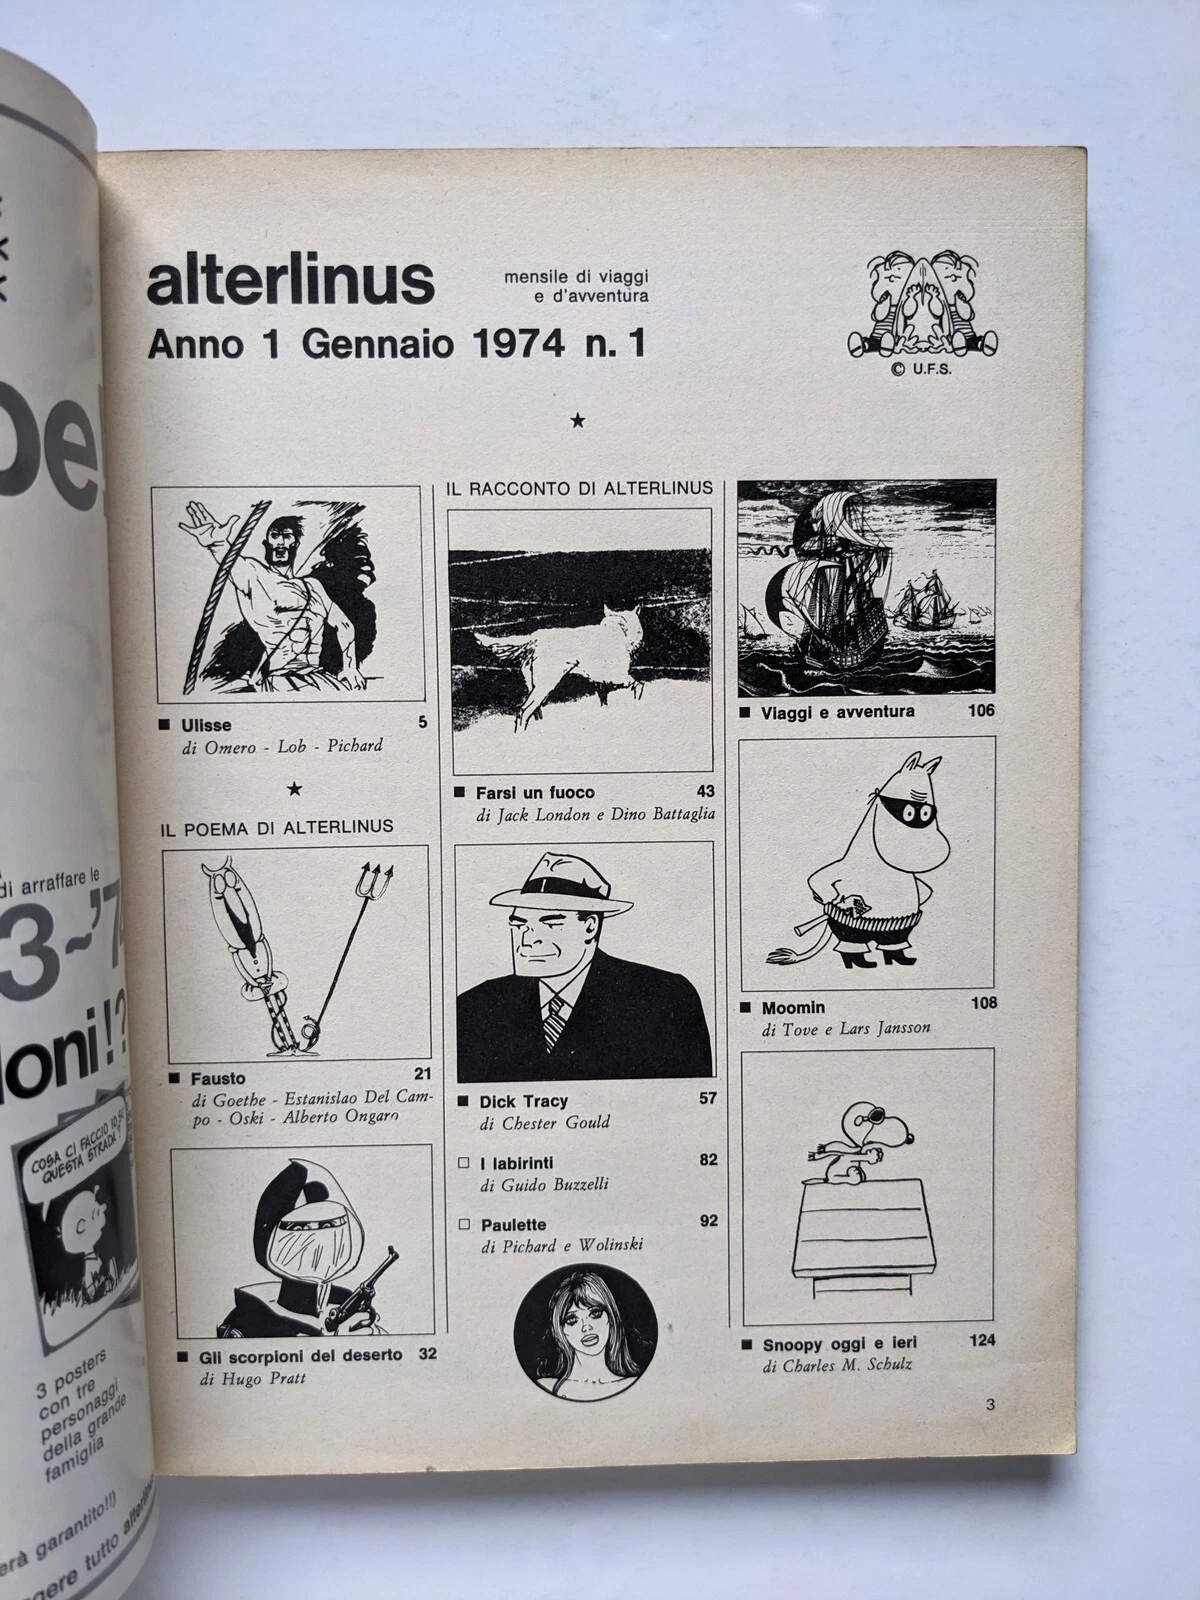 alterlinus
mensile di viaggi
e d'avventura
Anno 1 Gennaio 1974 n. 1
© U.F.S.
★
■ Ulisse 5
di Omero - Lob - Pichard
★
IL POEMA DI ALTERLINUS
■ Fausto 21
di Goethe - Estanislao Del Cam-
po - Oski - Alberto Ongaro
■ Gli scorpioni del deserto 32
di Hugo Pratt
IL RACCONTO DI ALTERLINUS
■ Farsi un fuoco 43
di Jack London e Dino Battaglia
■ Dick Tracy 57
di Chester Gould
□ I labirinti 82
di Guido Buzzelli
□ Paulette 92
di Pichard e Wolinski
■ Viaggi e avventura 106
■ Moomin 108
di Tove e Lars Jansson
■ Snoopy oggi e ieri 124
di Charles M. Schulz
3
di arraffare le
COSA CI FACCIO
QUESTA STRADA?
3 posters
con tre
personaggi
della grande
famiglia
garantito!!)
tutto